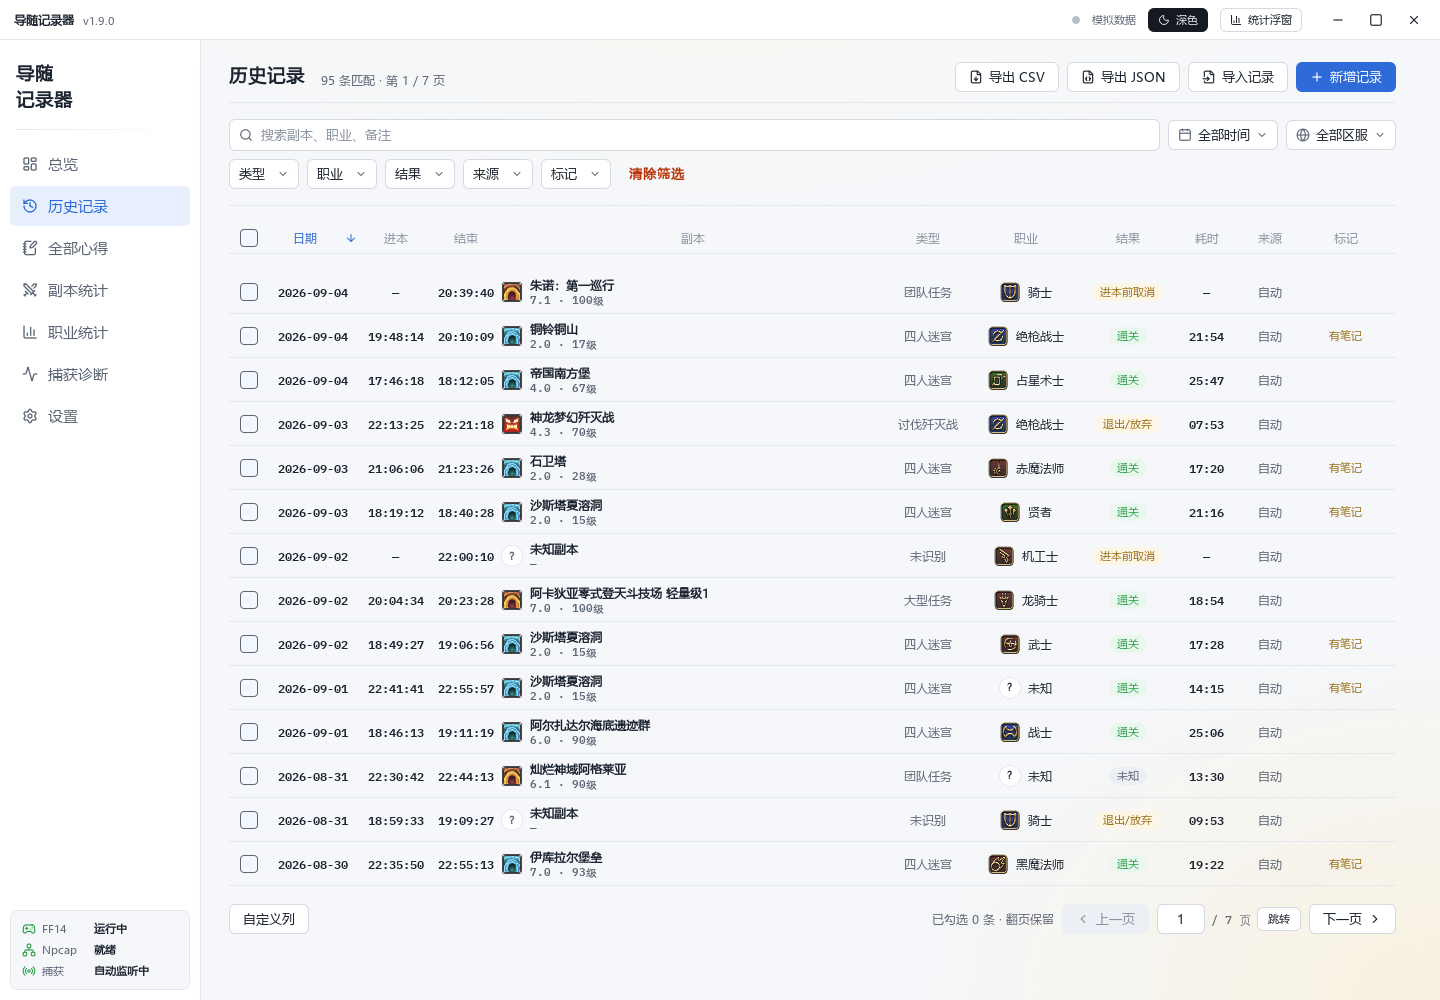 导随记录器 v1.9.0
模拟数据 深色 统计浮窗
导随
记录器
总览
历史记录
全部心得
副本统计
职业统计
捕获诊断
设置
FF14 运行中
Npcap 就绪
捕获 自动监听中
历史记录 95 条匹配 · 第 1 / 7 页
导出 CSV 导出 JSON 导入记录 新增记录
搜索副本、职业、备注 全部时间 全部区服
类型 职业 结果 来源 标记 清除筛选
日期 进本 结束 副本 类型 职业 结果 耗时 来源 标记
2026-09-04 — 20:39:40 朱诺：第一巡行 团队任务 骑士 进本前取消 — 自动
7.1 · 100级
2026-09-04 19:48:14 20:10:09 铜铃铜山 四人迷宫 绝枪战士 通关 21:54 自动 有笔记
2.0 · 17级
2026-09-04 17:46:18 18:12:05 帝国南方堡 四人迷宫 占星术士 通关 25:47 自动
4.0 · 67级
2026-09-03 22:13:25 22:21:18 神龙梦幻歼灭战 讨伐歼灭战 绝枪战士 退出/放弃 07:53 自动
4.3 · 70级
2026-09-03 21:06:06 21:23:26 石卫塔 四人迷宫 赤魔法师 通关 17:20 自动 有笔记
2.0 · 28级
2026-09-03 18:19:12 18:40:28 沙斯塔夏溶洞 四人迷宫 贤者 通关 21:16 自动 有笔记
2.0 · 15级
2026-09-02 — 22:00:10 ? 未知副本 未识别 机工士 进本前取消 — 自动
—
2026-09-02 20:04:34 20:23:28 阿卡狄亚零式登天斗技场 轻量级1 大型任务 龙骑士 通关 18:54 自动
7.0 · 100级
2026-09-02 18:49:27 19:06:56 沙斯塔夏溶洞 四人迷宫 武士 通关 17:28 自动 有笔记
2.0 · 15级
2026-09-01 22:41:41 22:55:57 沙斯塔夏溶洞 四人迷宫 ? 未知 通关 14:15 自动 有笔记
2.0 · 15级
2026-09-01 18:46:13 19:11:19 阿尔扎达尔海底遗迹群 四人迷宫 战士 通关 25:06 自动
6.0 · 90级
2026-08-31 22:30:42 22:44:13 灿烂神域阿格莱亚 团队任务 ? 未知 未知 13:30 自动
6.1 · 90级
2026-08-31 18:59:33 19:09:27 ? 未知副本 未识别 骑士 退出/放弃 09:53 自动
—
2026-08-30 22:35:50 22:55:13 伊库拉尔堡垒 四人迷宫 黑魔法师 通关 19:22 自动 有笔记
7.0 · 93级
自定义列 已勾选 0 条 · 翻页保留 上一页 1 / 7 页 跳转 下一页